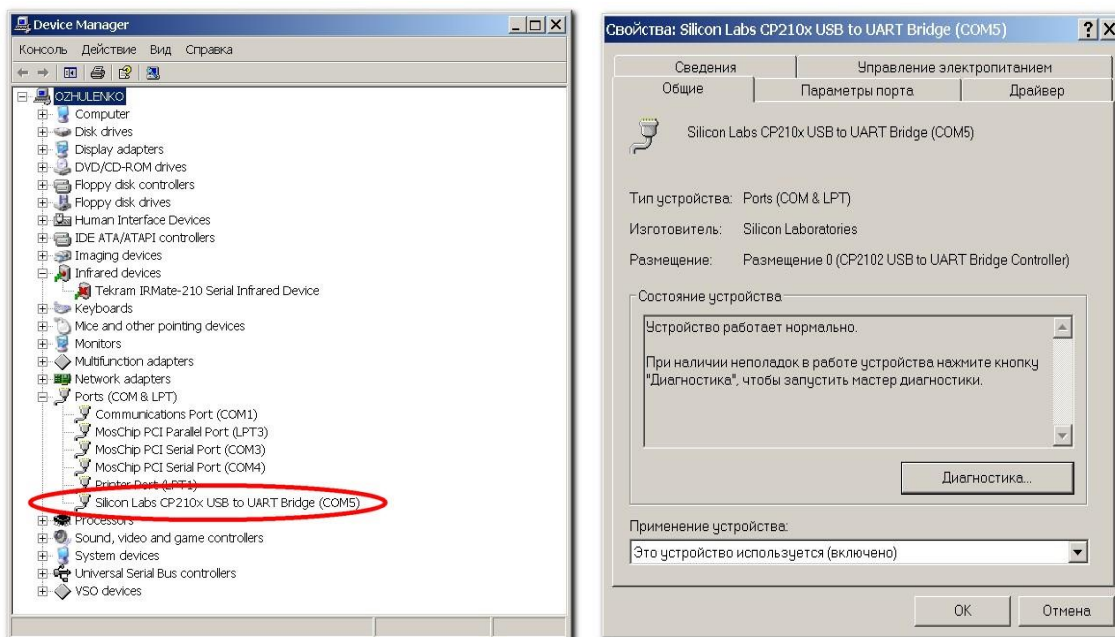 Device Manager
Консоль Действие Вид Справка
OZHULENKO
Computer
Disk drives
Display adapters
DVD/CD-ROM drives
Floppy disk controllers
Floppy disk drives
Human Interface Devices
IDE ATA/ATAPI controllers
Imaging devices
Infrared devices
Tekram IRMate-210 Serial Infrared Device
Keyboards
Mice and other pointing devices
Monitors
Multifunction adapters
Network adapters
Ports (COM & LPT)
Communications Port (COM1)
MosChip PCI Parallel Port (LPT3)
MosChip PCI Serial Port (COM3)
MosChip PCI Serial Port (COM4)
Printer Port (LPT1)
Silicon Labs CP210x USB to UART Bridge (COM5)
Processors
Sound, video and game controllers
System devices
Universal Serial Bus controllers
VSO devices
Свойства: Silicon Labs CP210x USB to UART Bridge (COM5)
Сведения Управление электропитанием
Общие Параметры порта Драйвер
Silicon Labs CP210x USB to UART Bridge (COM5)
Тип устройства: Ports (COM & LPT)
Изготовитель: Silicon Laboratories
Размещение: Размещение 0 (CP2102 USB to UART Bridge Controller)
Состояние устройства
Устройство работает нормально.
При наличии неполадок в работе устройства нажмите кнопку
"Диагностика", чтобы запустить мастер диагностики.
Диагностика...
Применение устройства:
Это устройство используется (включено)
OK Отмена